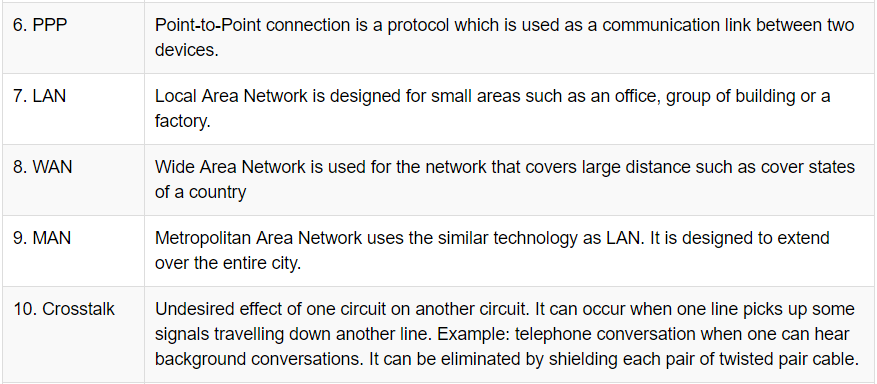 6. PPP Point-to-Point connection is a protocol which is used as a communication link between two
devices.
7. LAN Local Area Network is designed for small areas such as an office, group of building or a
factory.
8. WAN Wide Area Network is used for the network that covers large distance such as cover states
of a country
9. MAN Metropolitan Area Network uses the similar technology as LAN. It is designed to extend
over the entire city.
10. Crosstalk Undesired effect of one circuit on another circuit. It can occur when one line picks up some
signals travelling down another line. Example: telephone conversation when one can hear
background conversations. It can be eliminated by shielding each pair of twisted pair cable.